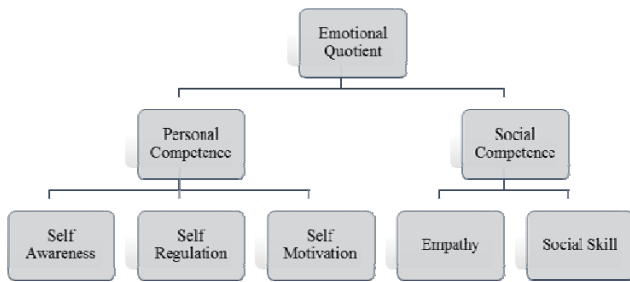 Emotional
Quotient
Personal
Competence
Social
Competence
Self
Awareness
Self
Regulation
Self
Motivation
Empathy
Social Skill